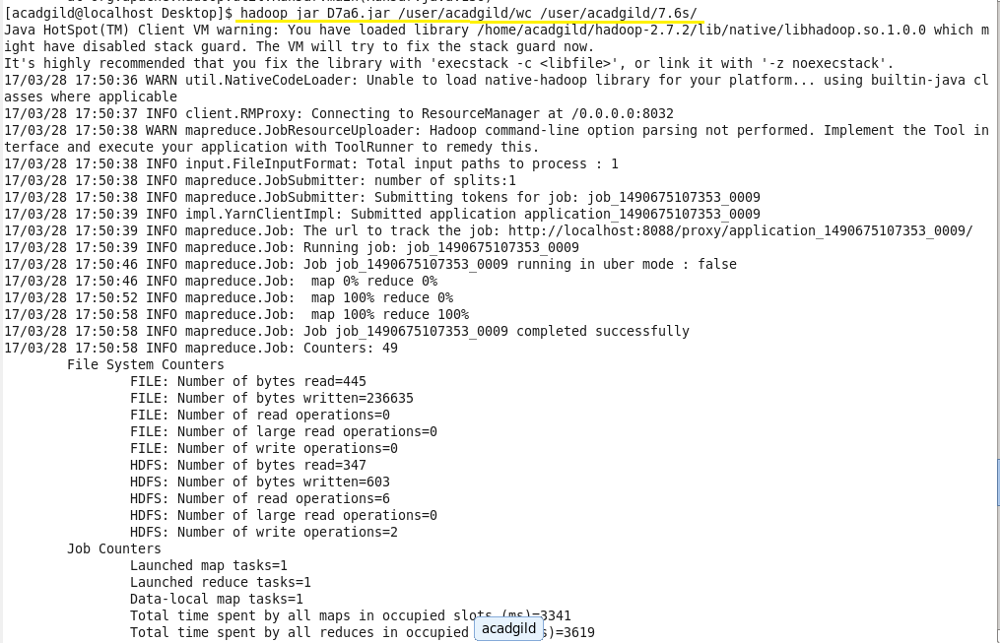 [acadgild@localhost Desktop]$ hadoop jar D7a6.jar /user/acadgild/wc /user/acadgild/7.6s/
Java HotSpot(TM) Client VM warning: You have loaded library /home/acadgild/hadoop-2.7.2/lib/native/libhadoop.so.1.0.0 which m
ight have disabled stack guard. The VM will try to fix the stack guard now.
It's highly recommended that you fix the library with 'execstack -c <libfile>', or link it with '-z noexecstack'.
17/03/28 17:50:36 WARN util.NativeCodeLoader: Unable to load native-hadoop library for your platform... using builtin-java cl
asses where applicable
17/03/28 17:50:37 INFO client.RMProxy: Connecting to ResourceManager at /0.0.0.0:8032
17/03/28 17:50:38 WARN mapreduce.JobResourceUploader: Hadoop command-line option parsing not performed. Implement the Tool in
terface and execute your application with ToolRunner to remedy this.
17/03/28 17:50:38 INFO input.FileInputFormat: Total input paths to process : 1
17/03/28 17:50:38 INFO mapreduce.JobSubmitter: number of splits:1
17/03/28 17:50:38 INFO mapreduce.JobSubmitter: Submitting tokens for job: job_1490675107353_0009
17/03/28 17:50:39 INFO impl.YarnClientImpl: Submitted application application_1490675107353_0009
17/03/28 17:50:39 INFO mapreduce.Job: The url to track the job: http://localhost:8088/proxy/application_1490675107353_0009/
17/03/28 17:50:39 INFO mapreduce.Job: Running job: job_1490675107353_0009
17/03/28 17:50:46 INFO mapreduce.Job: Job job_1490675107353_0009 running in uber mode : false
17/03/28 17:50:46 INFO mapreduce.Job:  map 0% reduce 0%
17/03/28 17:50:52 INFO mapreduce.Job:  map 100% reduce 0%
17/03/28 17:50:58 INFO mapreduce.Job:  map 100% reduce 100%
17/03/28 17:50:58 INFO mapreduce.Job: Job job_1490675107353_0009 completed successfully
17/03/28 17:50:58 INFO mapreduce.Job: Counters: 49
File System Counters
FILE: Number of bytes read=445
FILE: Number of bytes written=236635
FILE: Number of read operations=0
FILE: Number of large read operations=0
FILE: Number of write operations=0
HDFS: Number of bytes read=347
HDFS: Number of bytes written=603
HDFS: Number of read operations=6
HDFS: Number of large read operations=0
HDFS: Number of write operations=2
Job Counters
Launched map tasks=1
Launched reduce tasks=1
Data-local map tasks=1
Total time spent by all maps in occupied slots (ms)=3341
Total time spent by all reduces in occupied s)=3619
acadgild